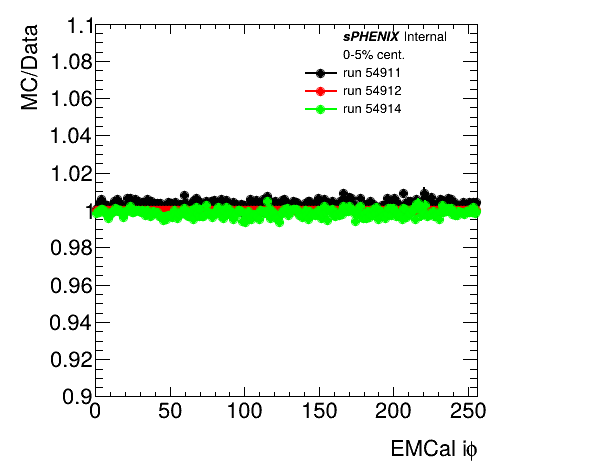 MC/Data
1.1
1.08
1.06
1.04
1.02
1
0.98
0.96
0.94
0.92
0.9
sPHENIX Internal
0-5% cent.
run 54911
run 54912
run 54914
0 50 100 150 200 250
EMCal iϕ